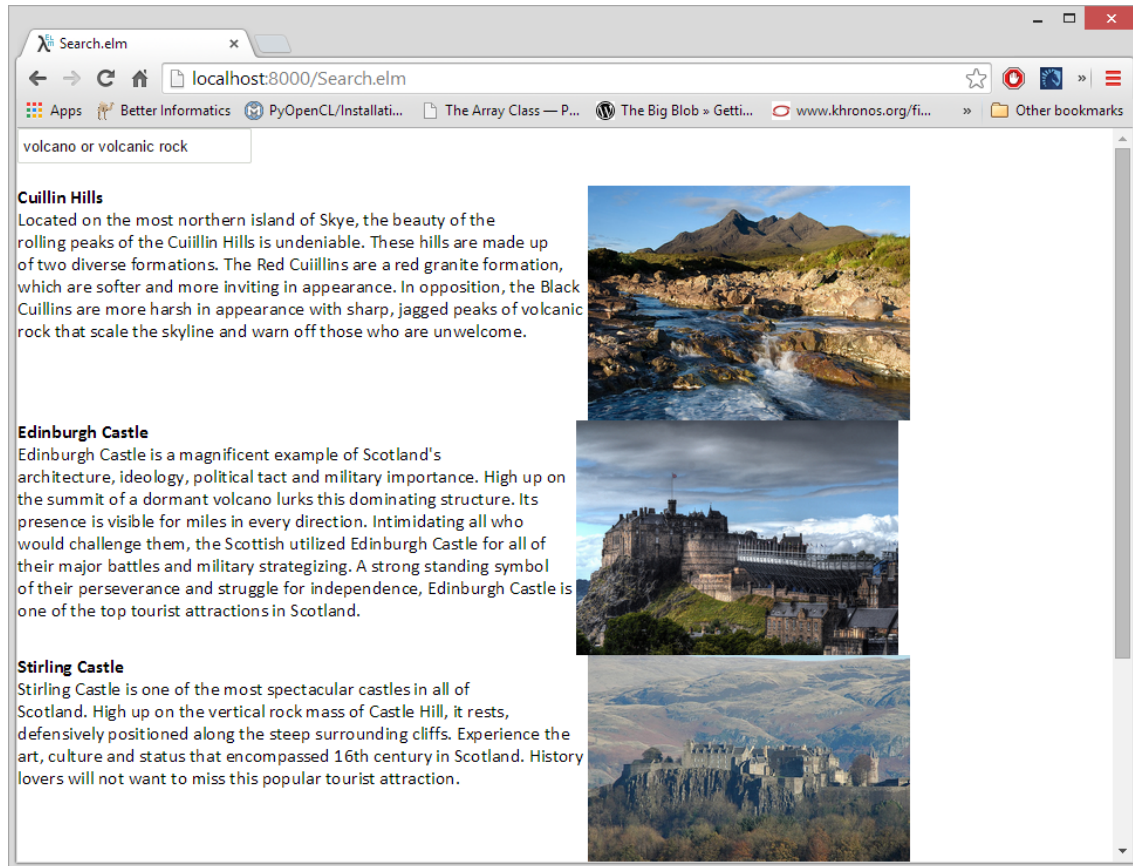 Search.elm
localhost:8000/Search.elm
Apps Better Informatics PyOpenCL/Installati... The Array Class — P... The Big Blob » Getti... www.khronos.org/fi... » Other bookmarks
volcano or volcanic rock
Cuillin Hills
Located on the most northern island of Skye, the beauty of the
rolling peaks of the Cuiillin Hills is undeniable. These hills are made up
of two diverse formations. The Red Cuiillins are a red granite formation,
which are softer and more inviting in appearance. In opposition, the Black
Cuillins are more harsh in appearance with sharp, jagged peaks of volcanic
rock that scale the skyline and warn off those who are unwelcome.
Edinburgh Castle
Edinburgh Castle is a magnificent example of Scotland's
architecture, ideology, political tact and military importance. High up on
the summit of a dormant volcano lurks this dominating structure. Its
presence is visible for miles in every direction. Intimidating all who
would challenge them, the Scottish utilized Edinburgh Castle for all of
their major battles and military strategizing. A strong standing symbol
of their perseverance and struggle for independence, Edinburgh Castle is
one of the top tourist attractions in Scotland.
Stirling Castle
Stirling Castle is one of the most spectacular castles in all of
Scotland. High up on the vertical rock mass of Castle Hill, it rests,
defensively positioned along the steep surrounding cliffs. Experience the
art, culture and status that encompassed 16th century in Scotland. History
lovers will not want to miss this popular tourist attraction.